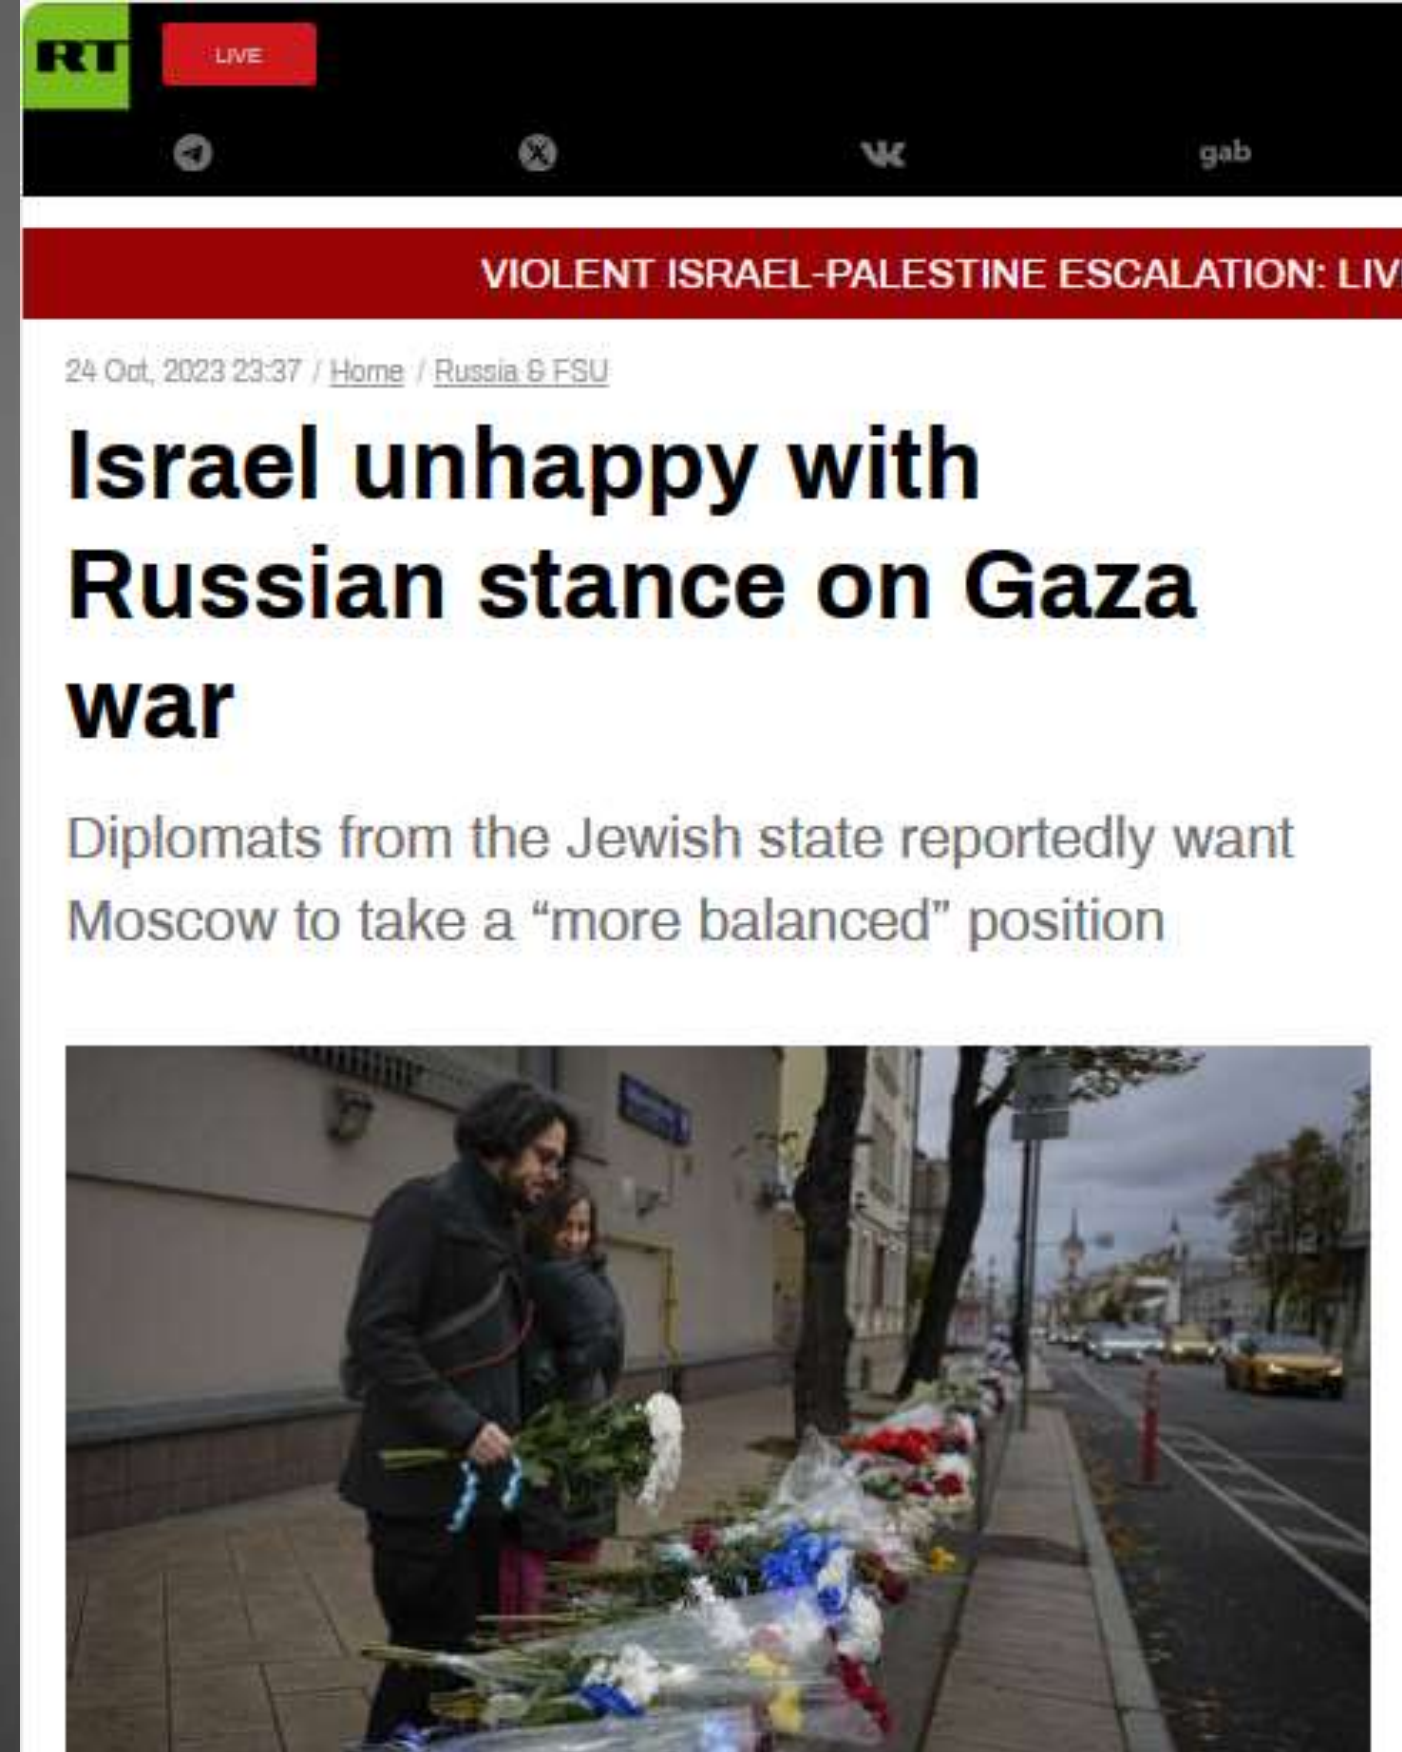 RT
LIVE
gab
VIOLENT ISRAEL-PALESTINE ESCALATION:
24 Oct, 2023 23:37 / Home / Russia & FSU
Israel unhappy with
Russian stance on Gaza
war
Diplomats from the Jewish state reportedly want
Moscow to take a “more balanced” position